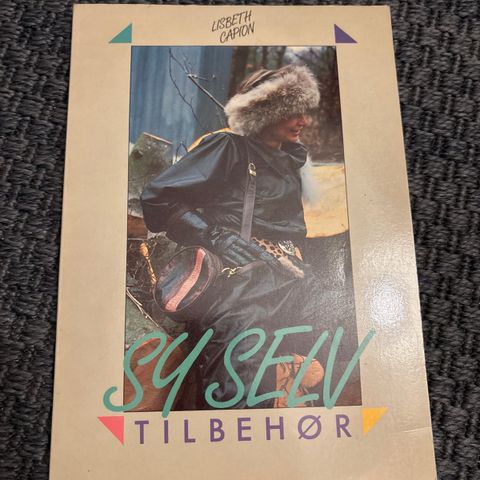 LISBETH
CAPION
SY SELV
TILBEHØR